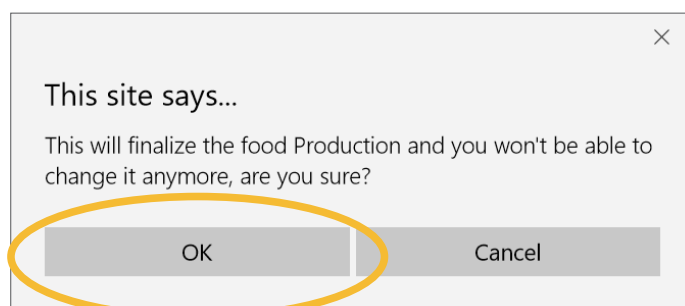 This site says...
This will finalize the food Production and you won't be able to
change it anymore, are you sure?
OK
Cancel